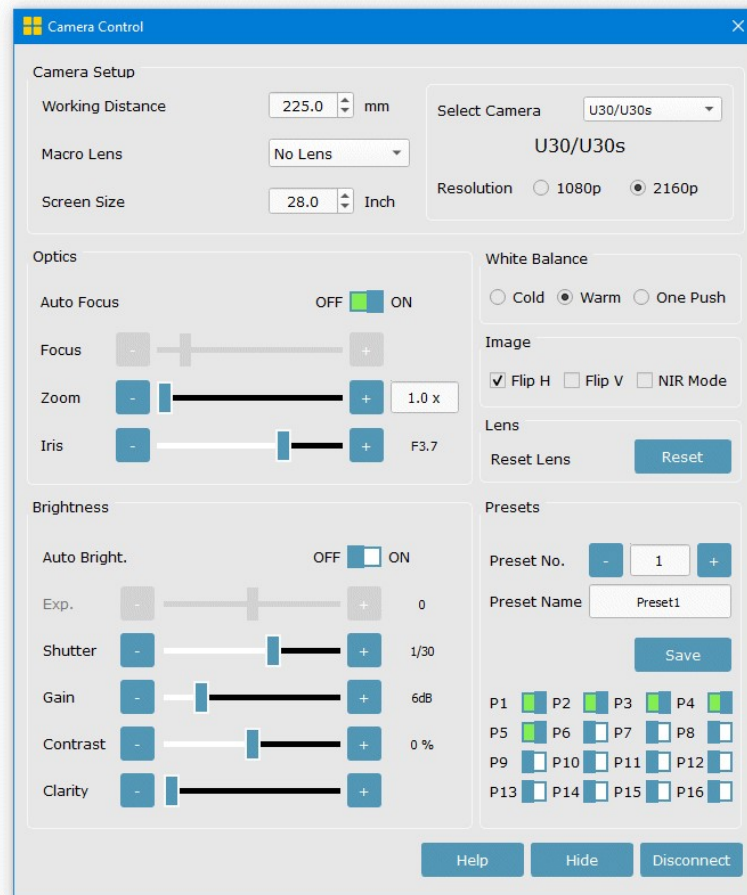 Camera Control
Camera Setup
Working Distance 225.0 mm
Macro Lens No Lens
Screen Size 28.0 Inch
Select Camera U30/U30s
U30/U30s
Resolution 1080p 2160p
Optics
Auto Focus OFF ON
Focus - +
Zoom - + 1.0 x
Iris - + F3.7
White Balance
Cold Warm One Push
Image
Flip H Flip V NIR Mode
Lens
Reset Lens Reset
Brightness
Auto Bright. OFF ON
Exp. - + 0
Shutter - + 1/30
Gain - + 6dB
Contrast - + 0 %
Clarity - +
Presets
Preset No. - 1 +
Preset Name Preset1
Save
P1 P2 P3 P4
P5 P6 P7 P8
P9 P10 P11 P12
P13 P14 P15 P16
Help Hide Disconnect